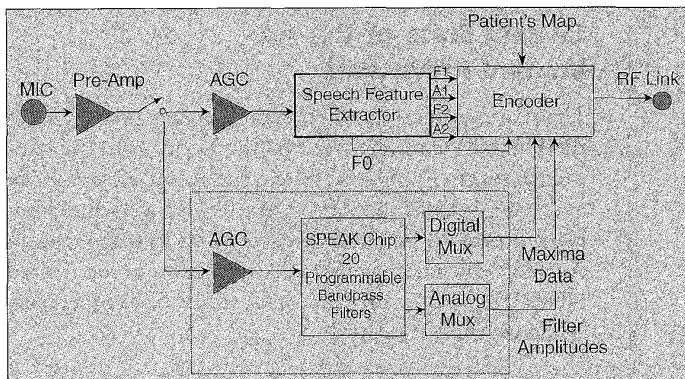 Patient's Map
MIC
Pre-Amp
AGC
Speech Feature
Extractor
F1
A1
F2
A2
Encoder
RF Link
F0
AGC
SPEAK Chip
20
Programmable
Bandpass
Filters
Digital
Mux
Analog
Mux
Maxima
Data
Filter
Amplitudes